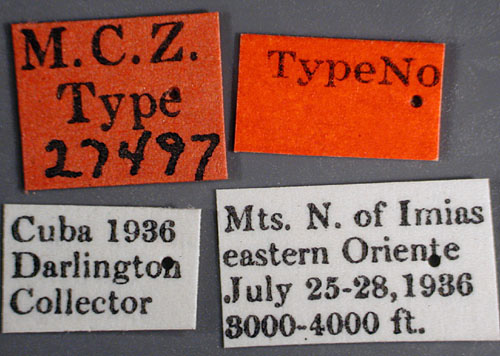 M.C.Z.
Type
27497
TypeNo
Cuba 1936
Darlington
Collector
Mts. N. of Imias
eastern Oriente
July 25-28, 1936
3000-4000 ft.